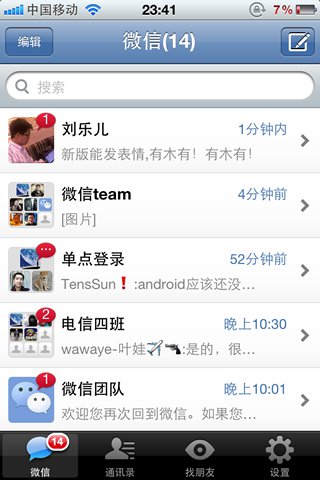 中国移动 23:41 7%
编辑 微信(14)
搜索
1
刘乐儿 1分钟内
新版能发表情,有木有！有木有！
微信team 4分钟前
[图片]
...
单点登录 52分钟前
TensSun❗:android应该还没...
2
电信四班 晚上10:30
wawaye-叶娃✈️🔫:是的，很...
1
微信团队 晚上10:01
欢迎您再次回到微信。如果您...
14
微信 通讯录 找朋友 设置